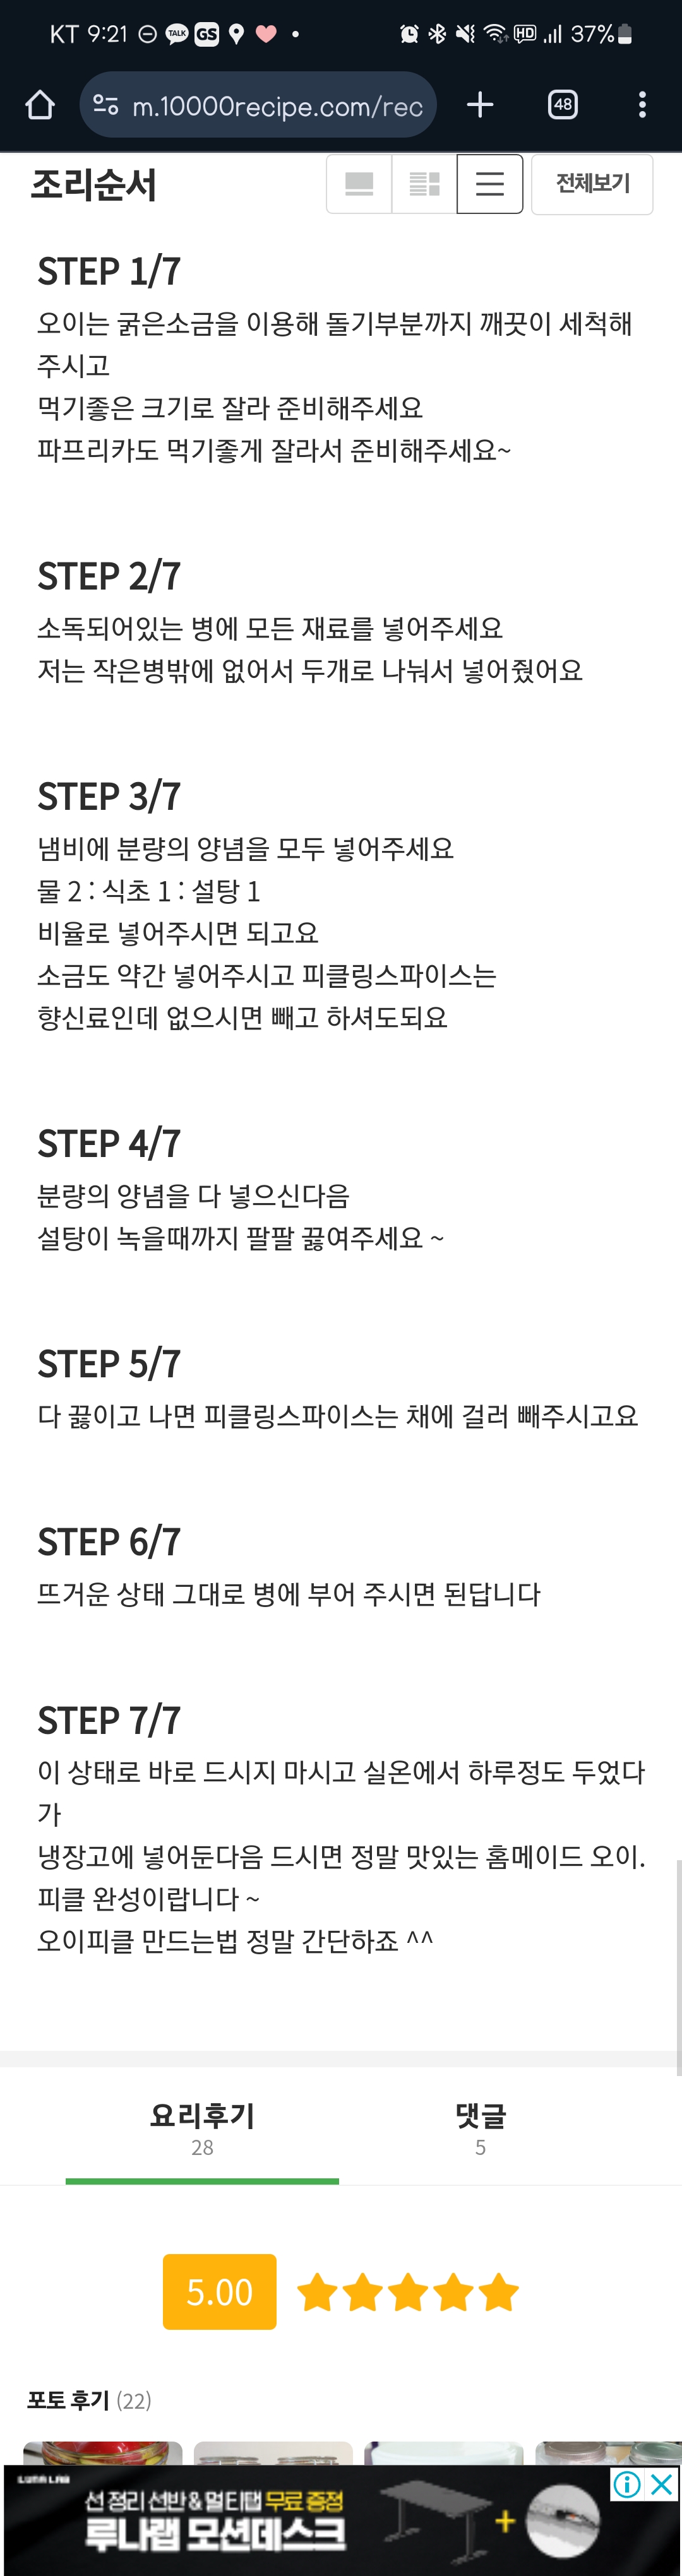 KT 9:21 TALK GS HD 37%
m.10000recipe.com/rec 48
조리순서 전체보기
STEP 1/7
오이는 굵은소금을 이용해 돌기부분까지 깨끗이 세척해
주시고
먹기좋은 크기로 잘라 준비해주세요
파프리카도 먹기좋게 잘라서 준비해주세요~
STEP 2/7
소독되어있는 병에 모든 재료를 넣어주세요
저는 작은병밖에 없어서 두개로 나눠서 넣어줬어요
STEP 3/7
냄비에 분량의 양념을 모두 넣어주세요
물 2 : 식초 1 : 설탕 1
비율로 넣어주시면 되고요
소금도 약간 넣어주시고 피클링스파이스는
향신료인데 없으시면 빼고 하셔도되요
STEP 4/7
분량의 양념을 다 넣으신다음
설탕이 녹을때까지 팔팔 끓여주세요 ~
STEP 5/7
다 끓이고 나면 피클링스파이스는 채에 걸러 빼주시고요
STEP 6/7
뜨거운 상태 그대로 병에 부어 주시면 된답니다
STEP 7/7
이 상태로 바로 드시지 마시고 실온에서 하루정도 두었다
가
냉장고에 넣어둔다음 드시면 정말 맛있는 홈메이드 오이.
피클 완성이랍니다 ~
오이피클 만드는법 정말 간단하죠 ^^
요리후기 댓글
28 5
5.00
포토 후기 (22)
LUNA LAB
선 정리 선반 & 멀티탭 무료 증정
루나랩 모션데스크
+